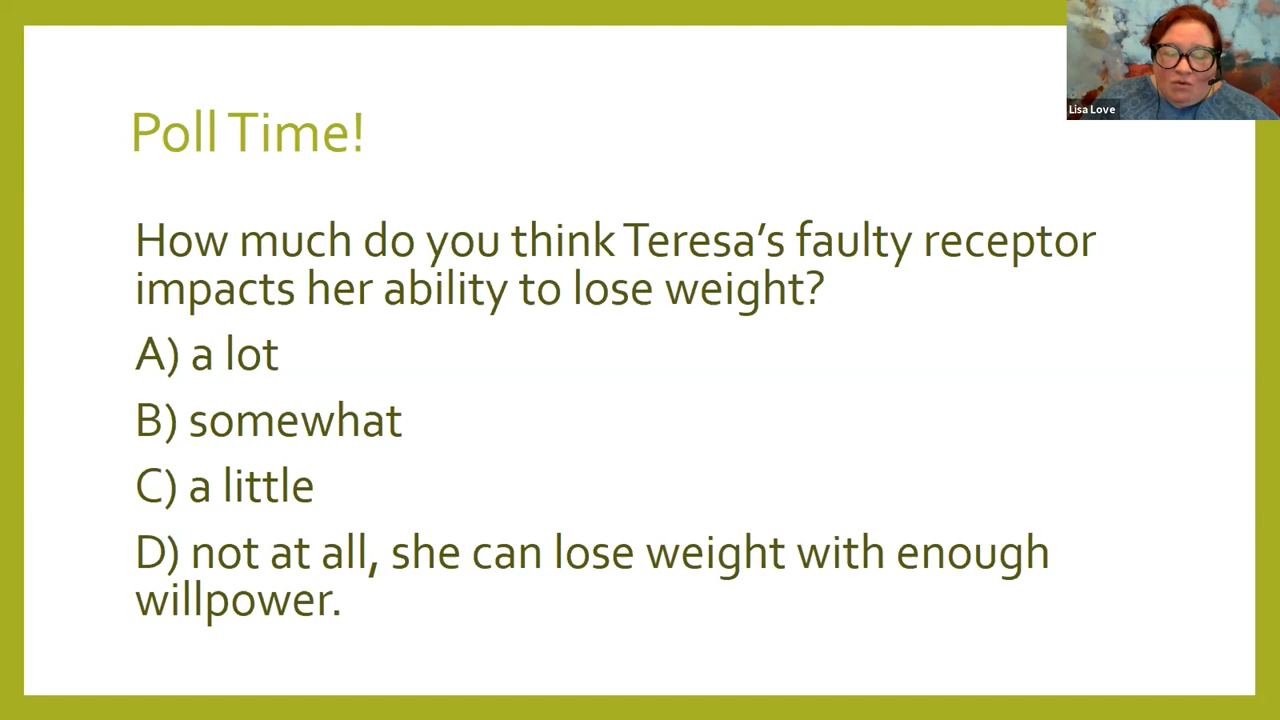 Lisa Love
Poll Time!
How much do you think Teresa’s faulty receptor
impacts her ability to lose weight?
A) a lot
B) somewhat
C) a little
D) not at all, she can lose weight with enough
willpower.